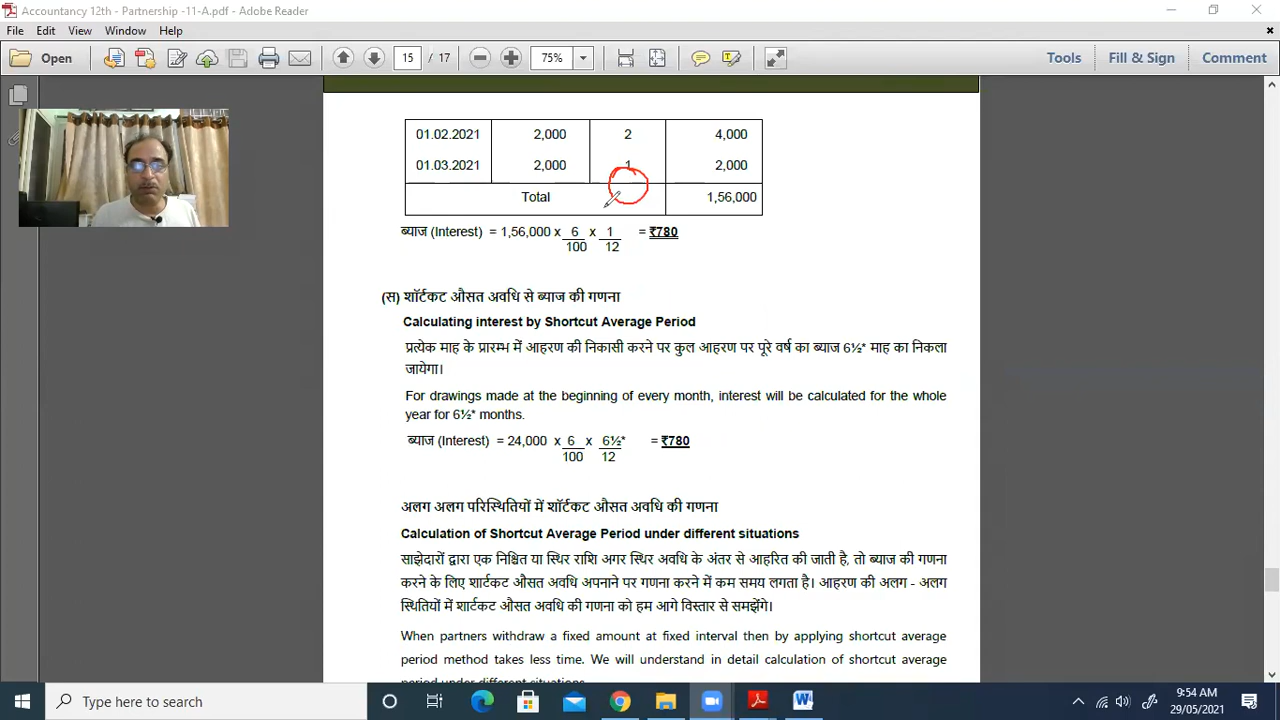 Accountancy 12th - Partnership -11-A.pdf - Adobe Reader
File Edit View Window Help
Open 15 / 17 75% Tools Fill & Sign Comment
01.02.2021 2,000 2 4,000
01.03.2021 2,000 1 2,000
Total 1,56,000
ब्याज (Interest) = 1,56,000 x 6/100 x 1/12 = ₹780
(स) शॉर्टकट औसत अवधि से ब्याज की गणना
Calculating interest by Shortcut Average Period
प्रत्येक माह के प्रारम्भ में आहरण की निकासी करने पर कुल आहरण पर पूरे वर्ष का ब्याज 6½* माह का निकला
जायेगा।
For drawings made at the beginning of every month, interest will be calculated for the whole
year for 6½* months.
ब्याज (Interest) = 24,000 x 6/100 x 6½*/12 = ₹780
अलग अलग परिस्थितियों में शॉर्टकट औसत अवधि की गणना
Calculation of Shortcut Average Period under different situations
साझेदारों द्वारा एक निश्चित या स्थिर राशि अगर स्थिर अवधि के अंतर से आहरित की जाती है, तो ब्याज की गणना
करने के लिए शार्टकट औसत अवधि अपनाने पर गणना करने में कम समय लगता है। आहरण की अलग - अलग
स्थितियों में शार्टकट औसत अवधि की गणना को हम आगे विस्तार से समझेंगे।
When partners withdraw a fixed amount at fixed interval then by applying shortcut average
period method takes less time. We will understand in detail calculation of shortcut average
period under different situations
Type here to search
9:54 AM
29/05/2021